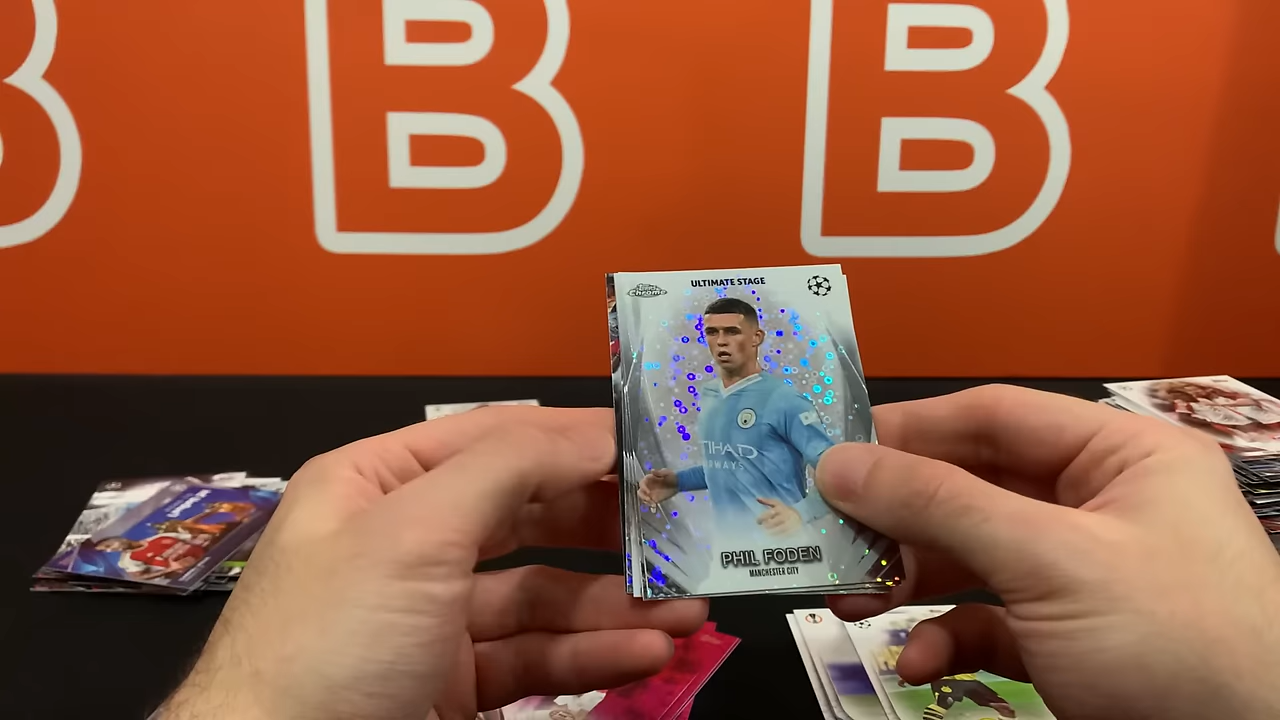 B B
ULTIMATE STAGE
Topps
Chrome
ETIHAD
AIRWAYS
PHIL FODEN
MANCHESTER CITY